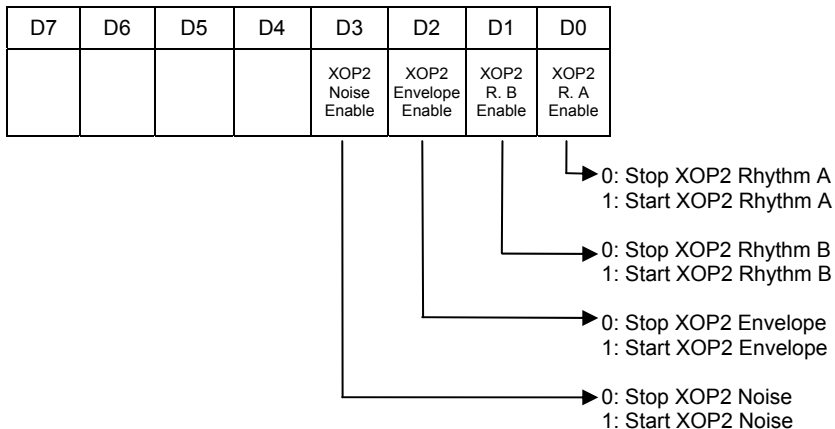 D7 D6 D5 D4 D3 D2 D1 D0
XOP2 XOP2 XOP2 XOP2
Noise Envelope R. B R. A
Enable Enable Enable Enable
0: Stop XOP2 Rhythm A
1: Start XOP2 Rhythm A
0: Stop XOP2 Rhythm B
1: Start XOP2 Rhythm B
0: Stop XOP2 Envelope
1: Start XOP2 Envelope
0: Stop XOP2 Noise
1: Start XOP2 Noise